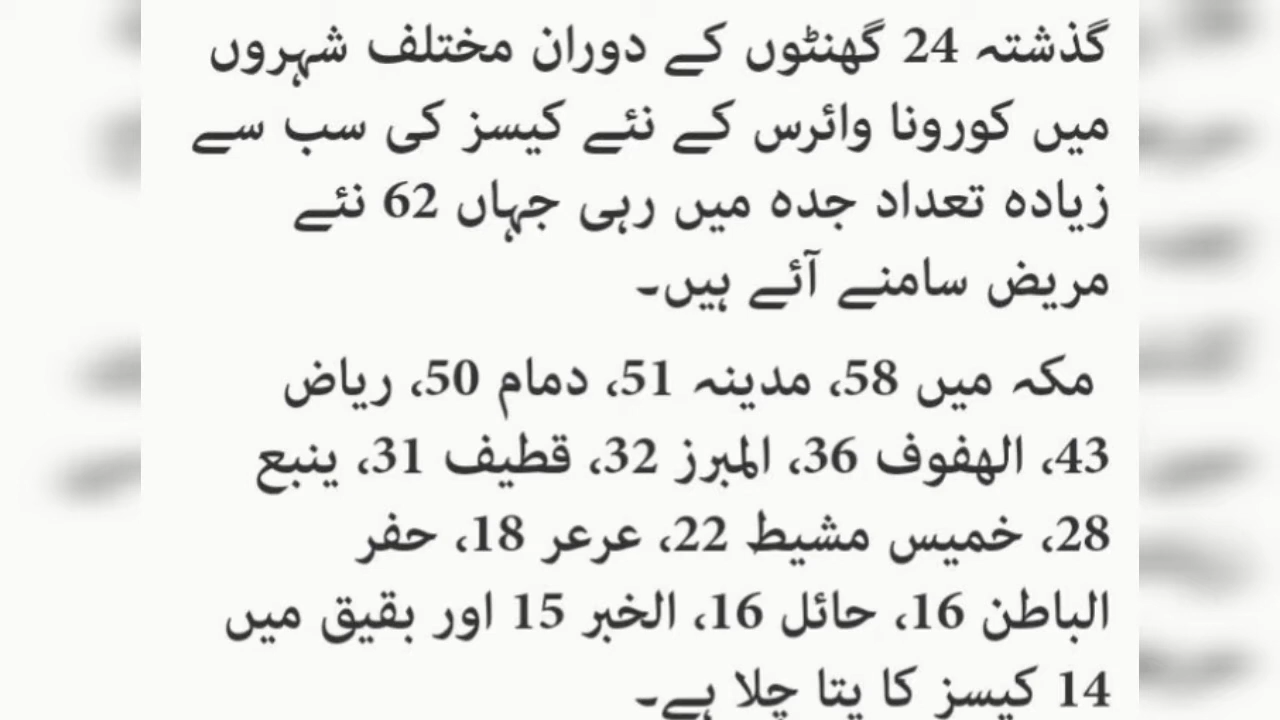 گذشتہ 24 گھنٹوں کے دوران مختلف شہروں
میں کورونا وائرس کے نئے کیسز کی سب سے
زیادہ تعداد جدہ میں رہی جہاں 62 نئے
مریض سامنے آئے ہیں۔
مکہ میں 58، مدینہ 51، دمام 50، ریاض
43، الھفوف 36، المبرز 32، قطیف 31، ینبع
28، خمیس مشیط 22، عرعر 18، حفر
الباطن 16، حائل 16، الخبر 15 اور بقیق میں
14 کیسز کا پتا چلا ہے۔